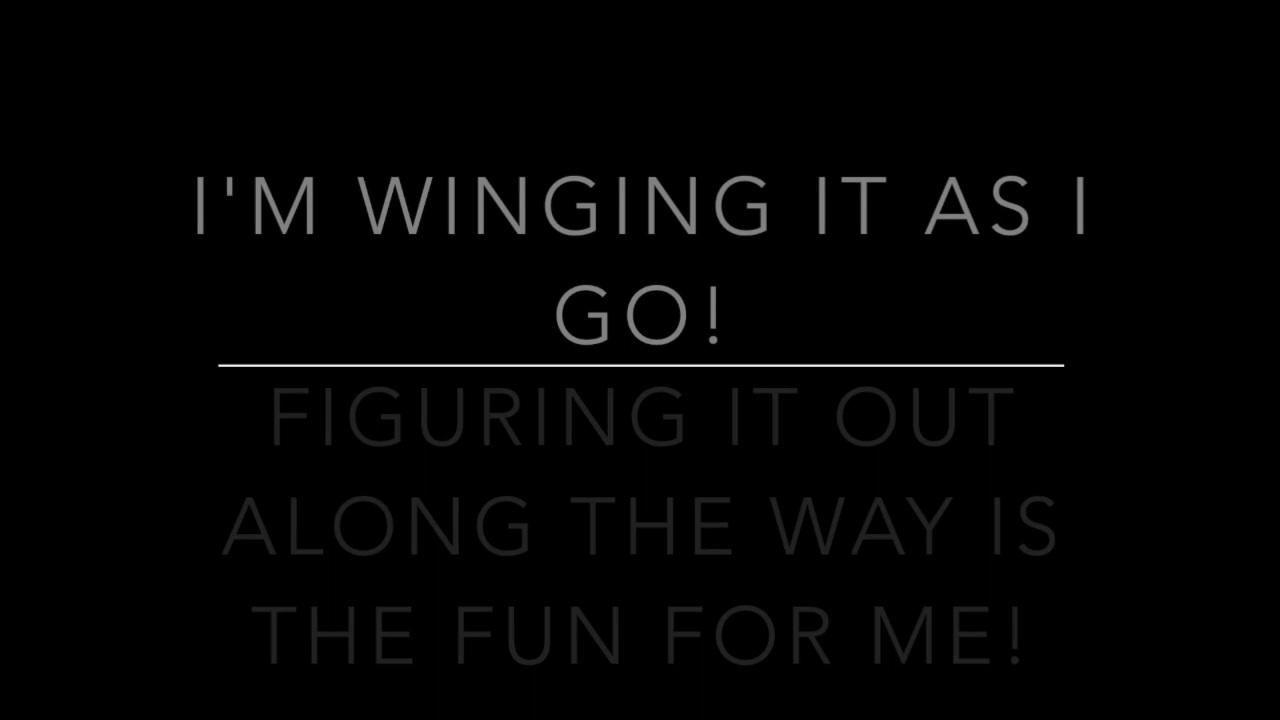 I'M WINGING IT AS I
GO!
FIGURING IT OUT
ALONG THE WAY IS
THE FUN FOR ME!